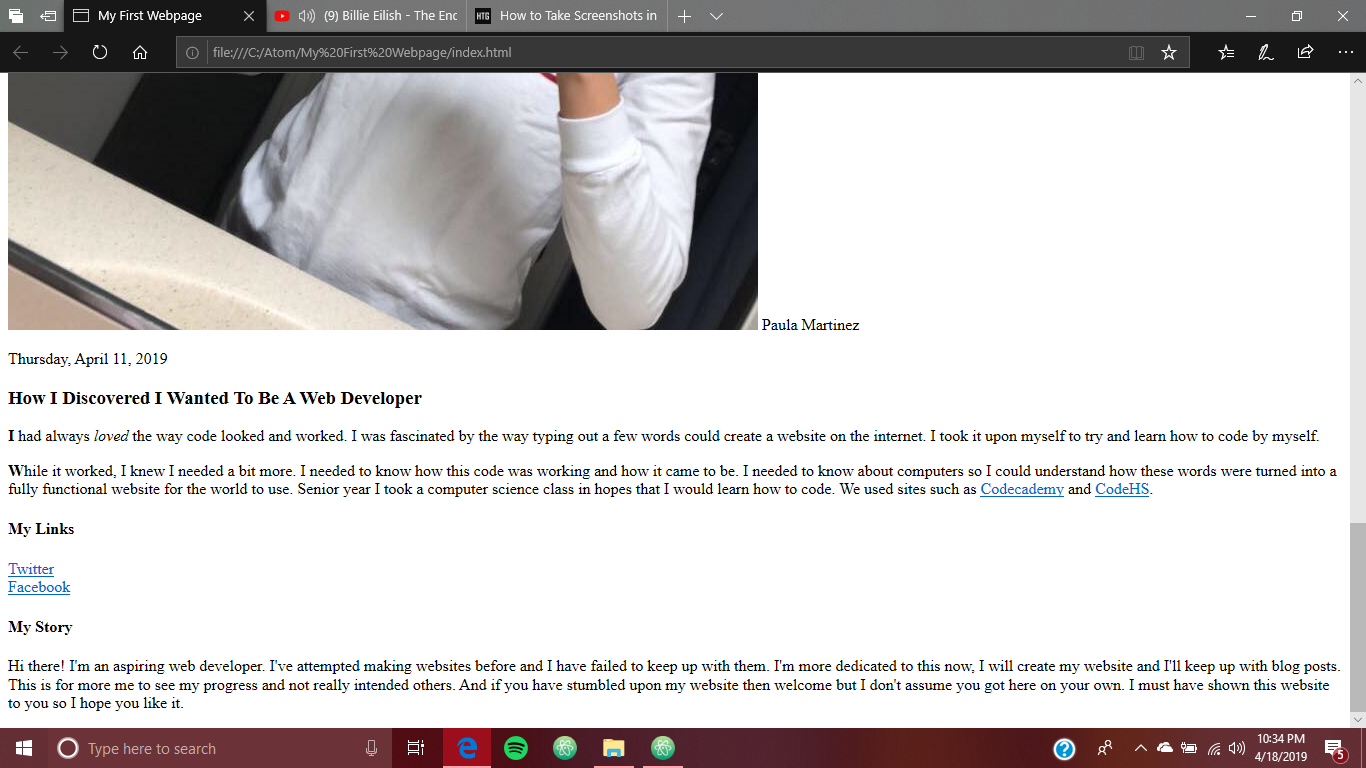 My First Webpage
(9) Billie Eilish - The End
How to Take Screenshots in
HTG
file:///C:/Atom/My%20First%20Webpage/index.html
Paula Martinez
Thursday, April 11, 2019
How I Discovered I Wanted To Be A Web Developer
I had always loved the way code looked and worked. I was fascinated by the way typing out a few words could create a website on the internet. I took it upon myself to try and learn how to code by myself.
While it worked, I knew I needed a bit more. I needed to know how this code was working and how it came to be. I needed to know about computers so I could understand how these words were turned into a
fully functional website for the world to use. Senior year I took a computer science class in hopes that I would learn how to code. We used sites such as Codecademy and CodeHS.
My Links
Twitter
Facebook
My Story
Hi there! I'm an aspiring web developer. I've attempted making websites before and I have failed to keep up with them. I'm more dedicated to this now, I will create my website and I'll keep up with blog posts.
This is for more me to see my progress and not really intended others. And if you have stumbled upon my website then welcome but I don't assume you got here on your own. I must have shown this website
to you so I hope you like it.
Type here to search
10:34 PM
4/18/2019
5